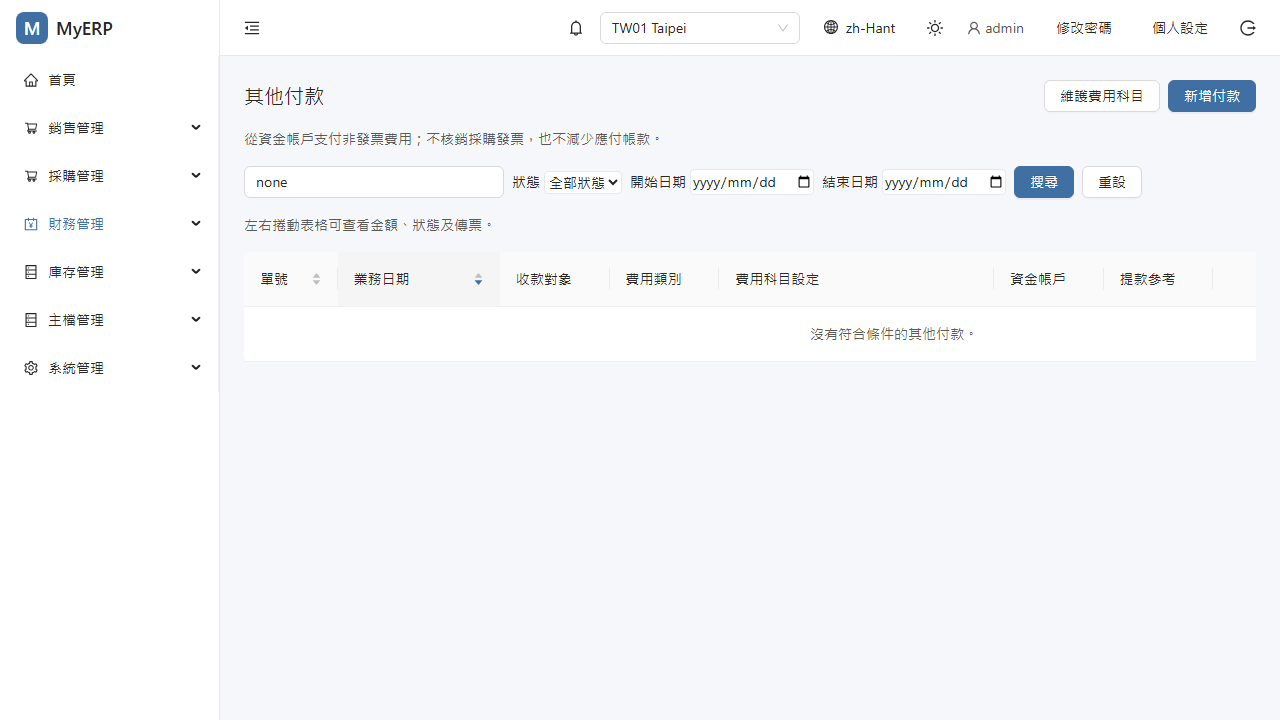 M MyERP
TW01 Taipei
zh-Hant
admin
修改密碼
個人設定
首頁
銷售管理
採購管理
財務管理
庫存管理
主檔管理
系統管理
其他付款
維護費用科目
新增付款
從資金帳戶支付非發票費用；不核銷採購發票，也不減少應付帳款。
none 狀態 全部狀態 開始日期 yyyy/mm/dd 結束日期 yyyy/mm/dd 搜尋 重設
左右捲動表格可查看金額、狀態及傳票。
單號 業務日期 收款對象 費用類別 費用科目設定 資金帳戶 提款參考
沒有符合條件的其他付款。